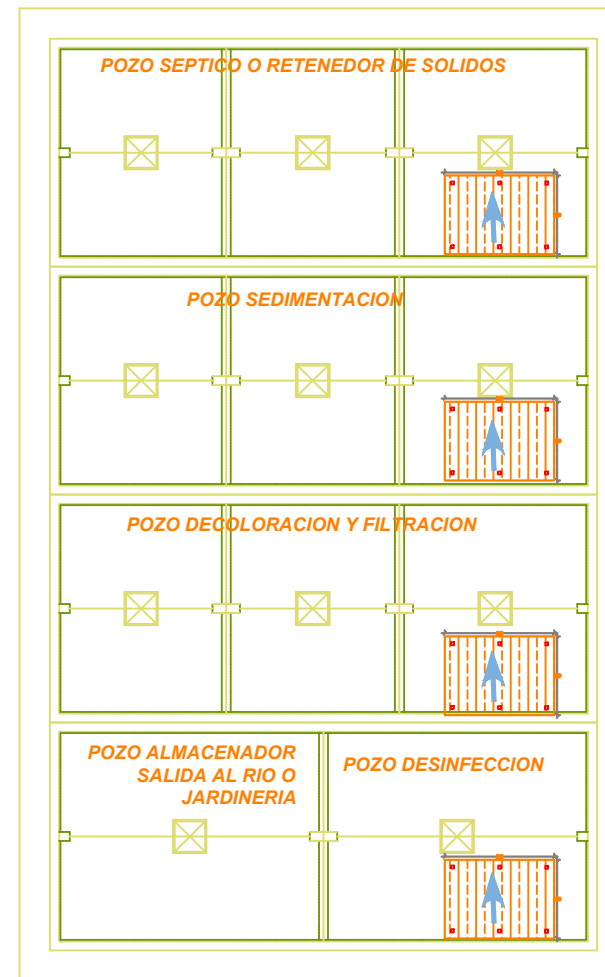 POZO SEPTICO O RETENEDOR DE SOLIDOS
POZO SEDIMENTACION
POZO DECOLORACION Y FILTRACION
POZO ALMACENADOR
SALIDA AL RIO O
JARDINERIA
POZO DESINFECCION